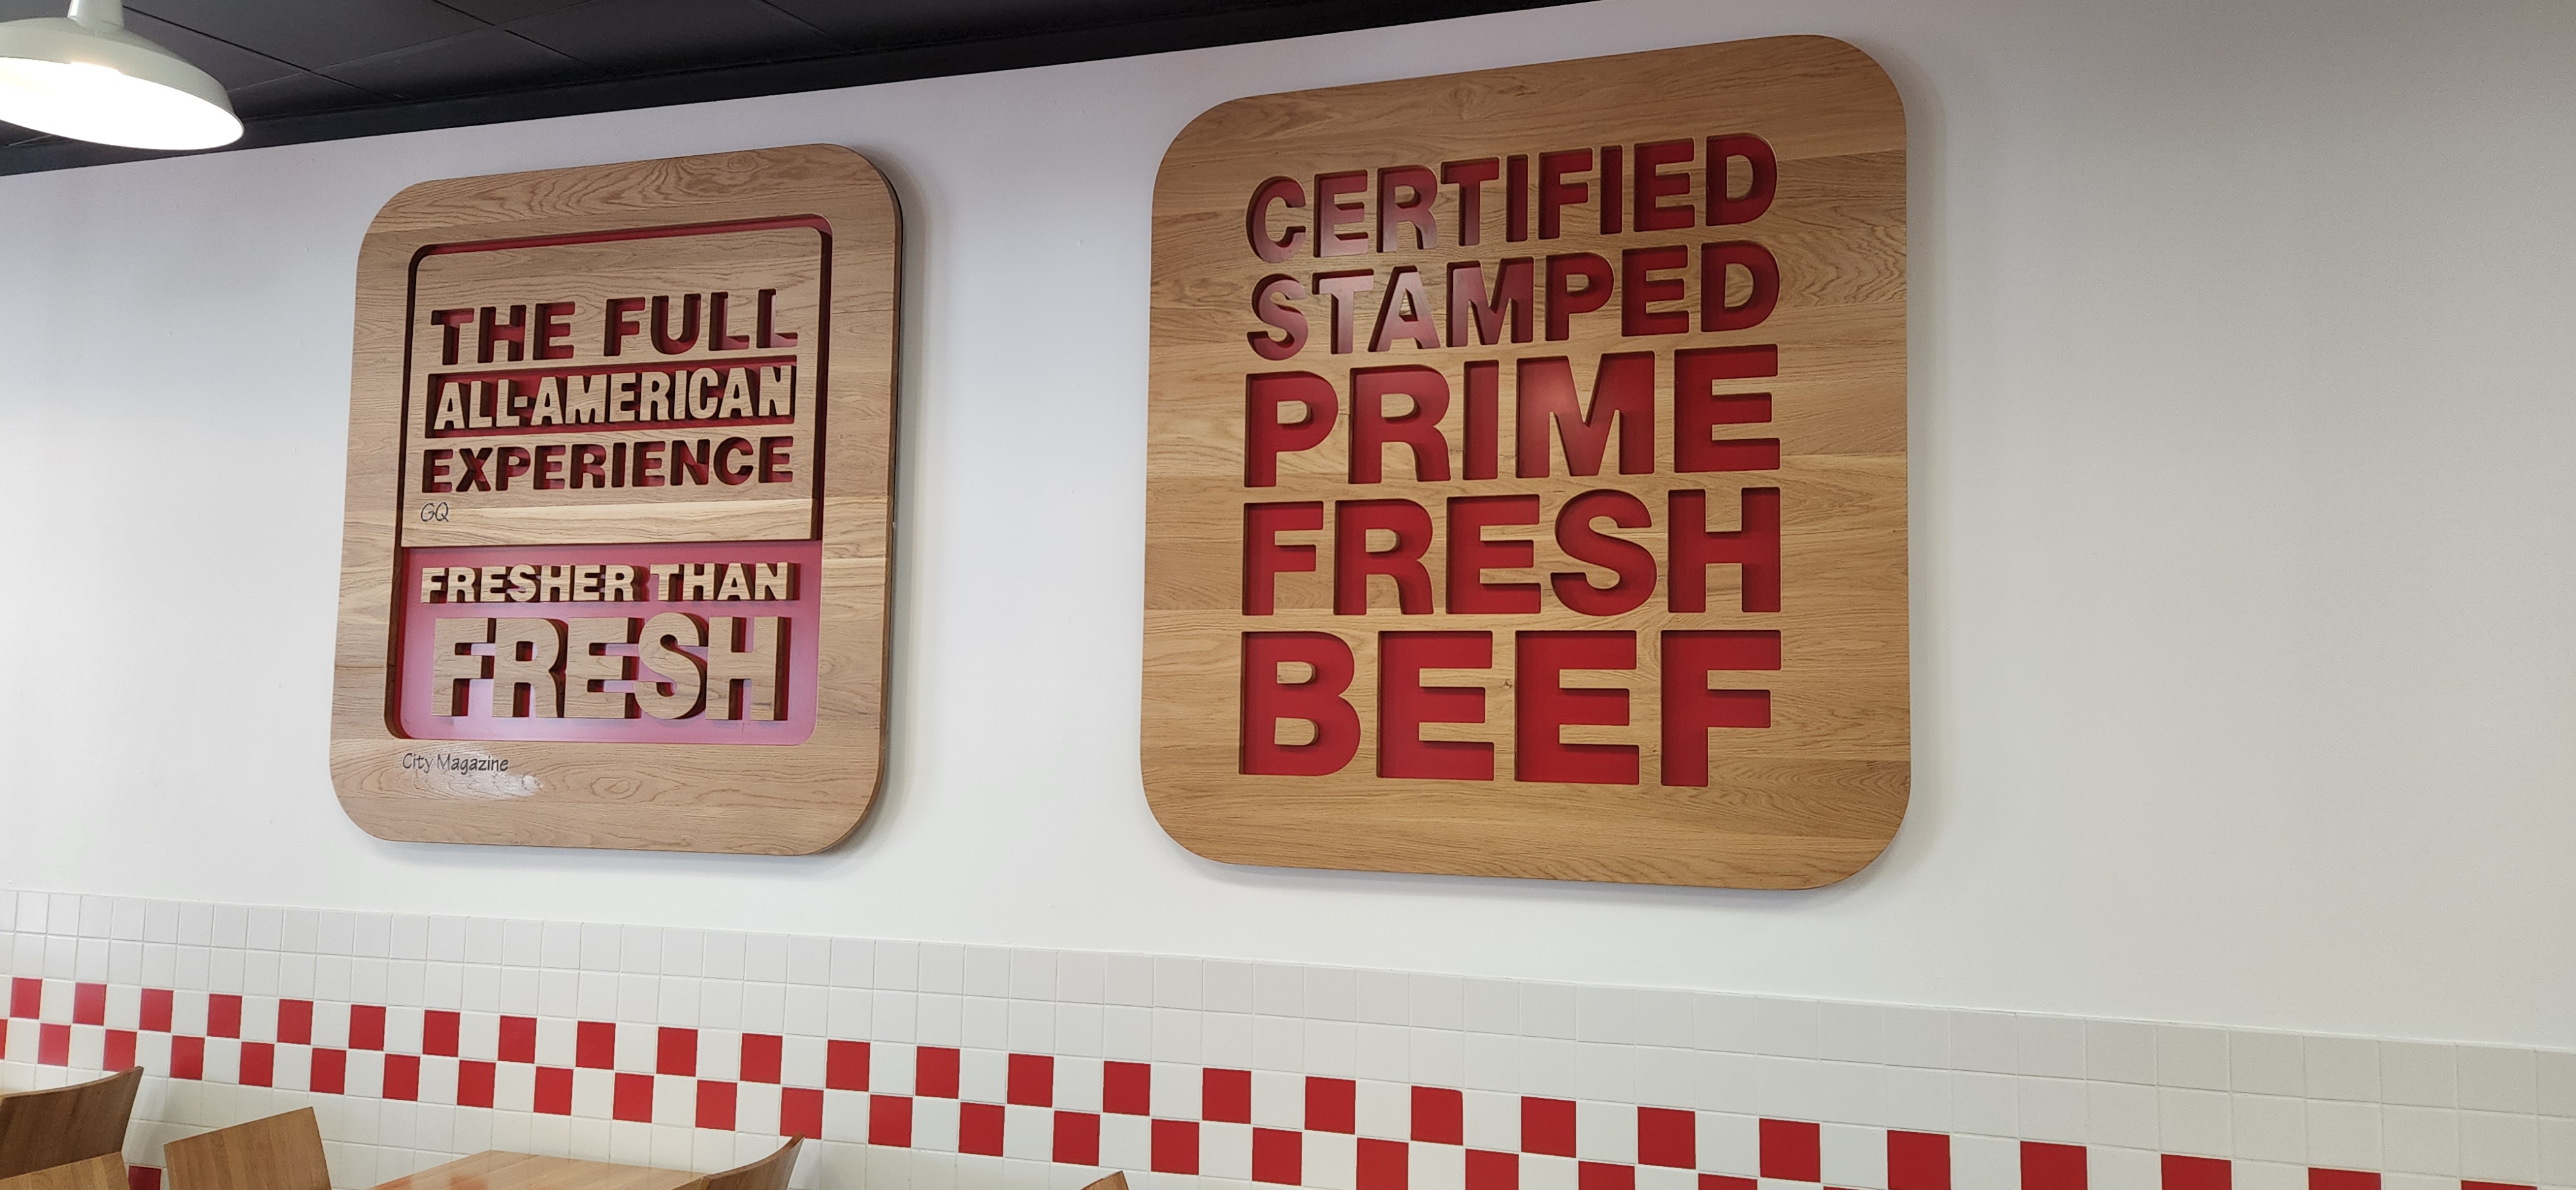 THE FULL
ALL-AMERICAN
EXPERIENCE
GQ
FRESHER THAN
FRESH
City Magazine
CERTIFIED
STAMPED
PRIME
FRESH
BEEF